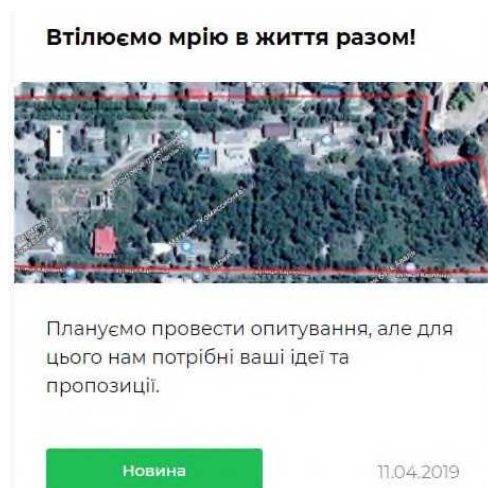 Втілюємо мрію в життя разом!
Плануємо провести опитування, але для
цього нам потрібні ваші ідеї та
пропозиції.
Новина
11.04.2019